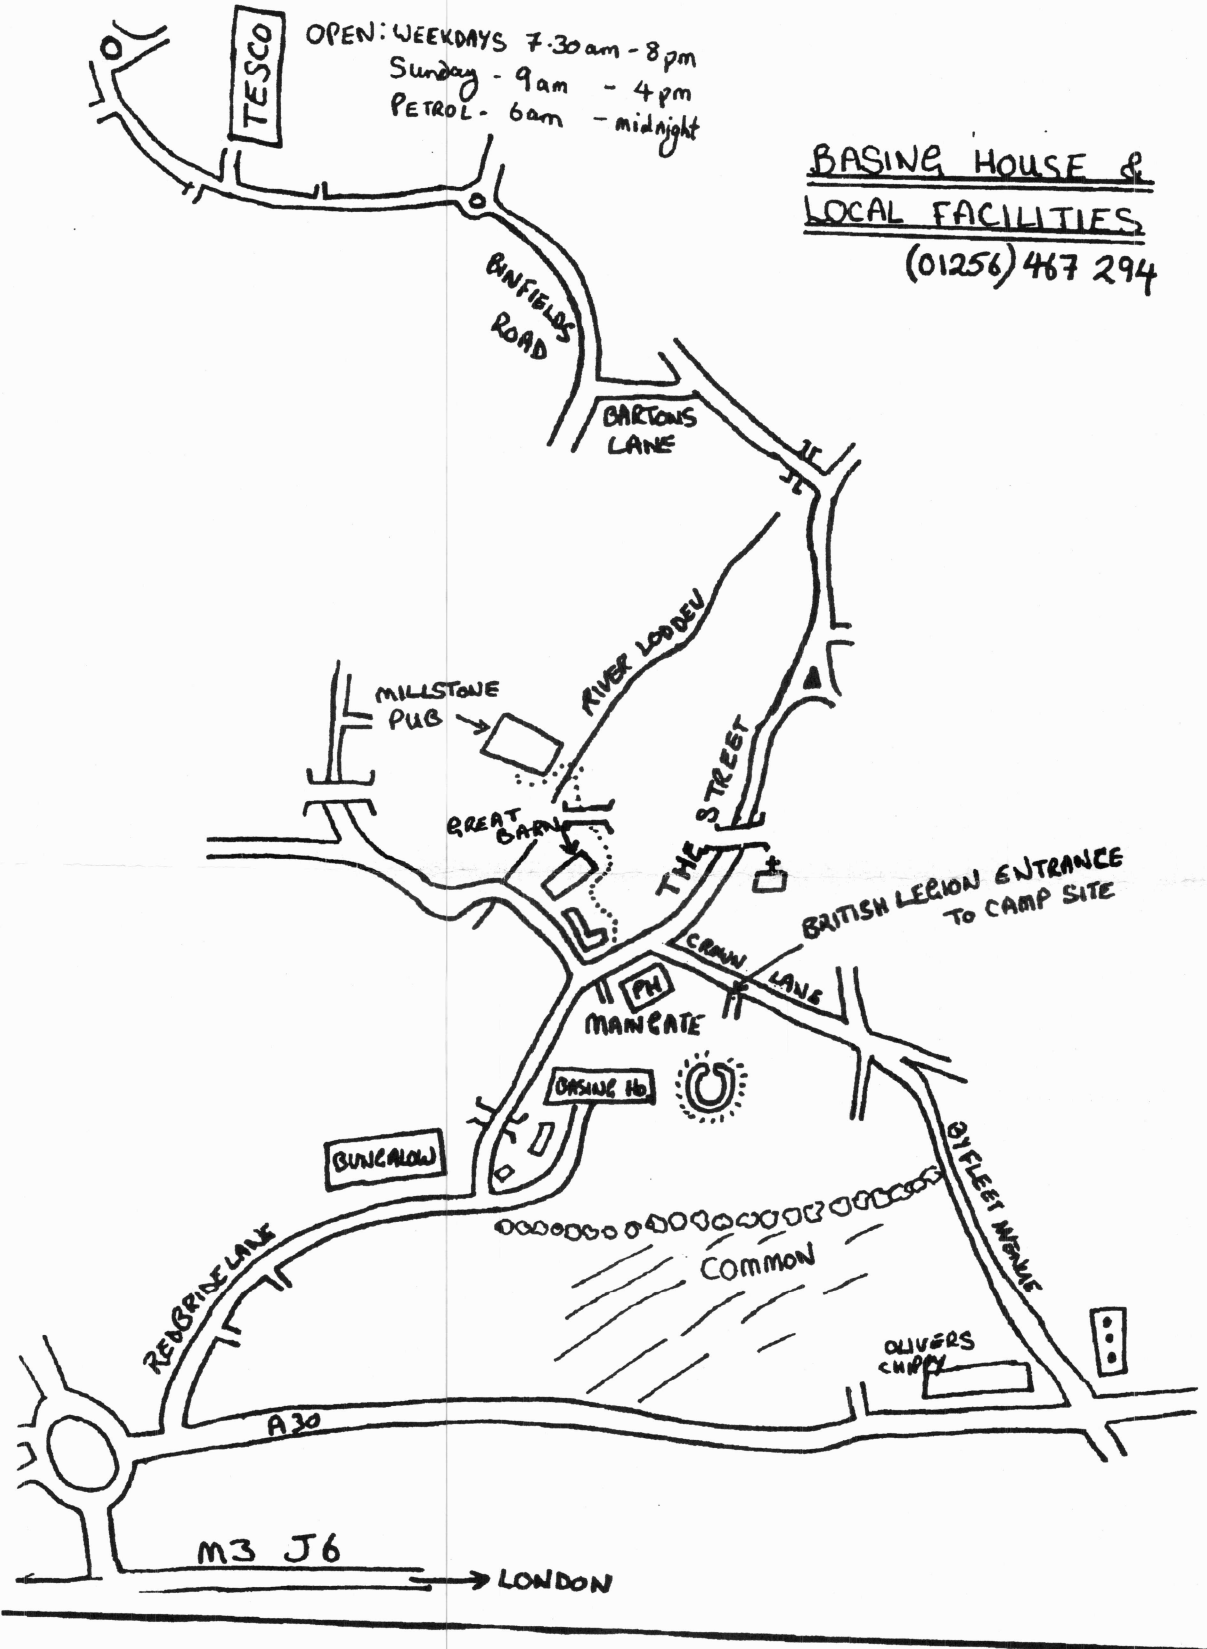 TESCO
OPEN: WEEKDAYS 7.30am - 8pm
Sunday - 9am - 4pm
PETROL - 6am - midnight
BASING HOUSE &
LOCAL FACILITIES
(01256) 467 294
BINFIELDS
ROAD
BARTONS
LANE
RIVER LODDEN
MILLSTONE
PUB
THE STREET
GREAT
BARN
BRITISH LEGION ENTRANCE
TO CAMP SITE
CROWN LANE
PH
MAINGATE
BASING HO
BUNGALOW
BYFLEET AVENUE
REDBRIDE LANE
COMMON
OLIVERS
CHIPPY
A30
M3 J6
LONDON